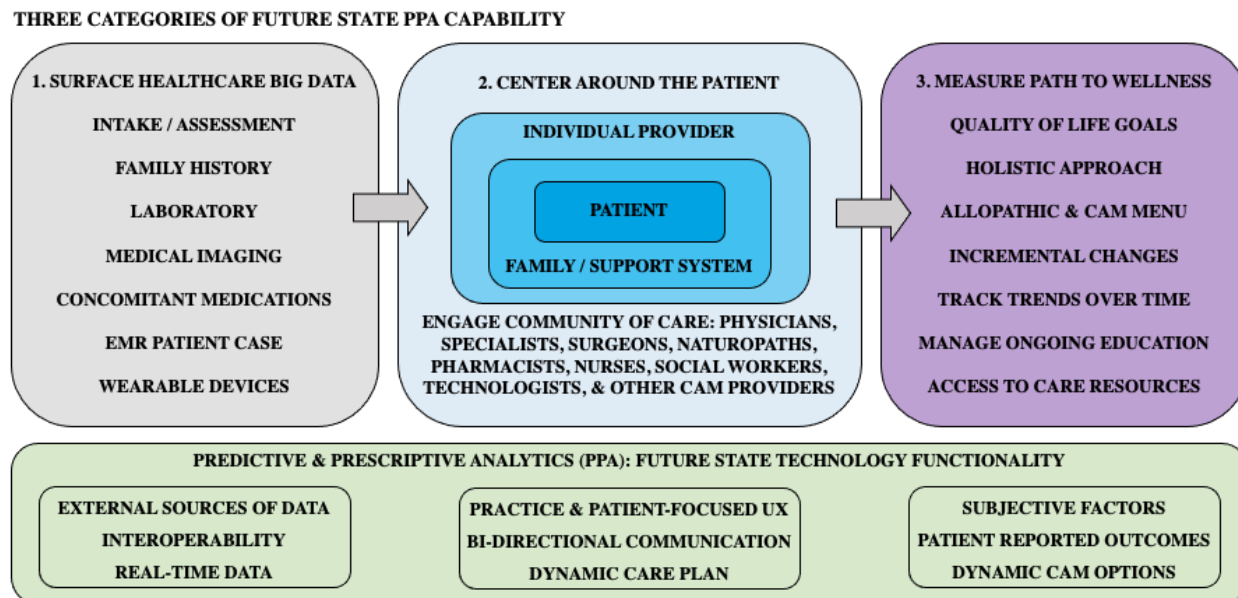 THREE CATEGORIES OF FUTURE STATE PPA CAPABILITY
1. SURFACE HEALTHCARE BIG DATA
INTAKE / ASSESSMENT
FAMILY HISTORY
LABORATORY
MEDICAL IMAGING
CONCOMITANT MEDICATIONS
EMR PATIENT CASE
WEARABLE DEVICES
2. CENTER AROUND THE PATIENT
INDIVIDUAL PROVIDER
PATIENT
FAMILY / SUPPORT SYSTEM
ENGAGE COMMUNITY OF CARE: PHYSICIANS,
SPECIALISTS, SURGEONS, NATUROPATHS,
PHARMACISTS, NURSES, SOCIAL WORKERS,
TECHNOLOGISTS, & OTHER CAM PROVIDERS
3. MEASURE PATH TO WELLNESS
QUALITY OF LIFE GOALS
HOLISTIC APPROACH
ALLOPATHIC & CAM MENU
INCREMENTAL CHANGES
TRACK TRENDS OVER TIME
MANAGE ONGOING EDUCATION
ACCESS TO CARE RESOURCES
PREDICTIVE & PRESCRIPTIVE ANALYTICS (PPA): FUTURE STATE TECHNOLOGY FUNCTIONALITY
EXTERNAL SOURCES OF DATA
INTEROPERABILITY
REAL-TIME DATA
PRACTICE & PATIENT-FOCUSED UX
BI-DIRECTIONAL COMMUNICATION
DYNAMIC CARE PLAN
SUBJECTIVE FACTORS
PATIENT REPORTED OUTCOMES
DYNAMIC CAM OPTIONS